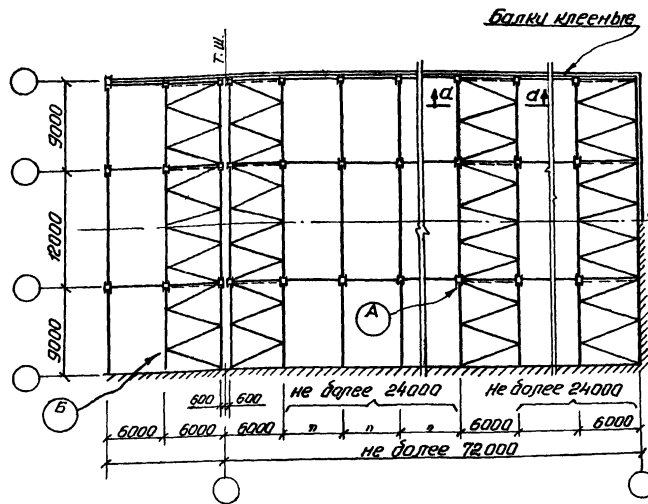 Балки клееные
Т.Ш.
а а
9000
12000
9000
А
Б
600 600
не более 24000 не более 24000
6000 6000 6000 " " " 6000 6000
не более 72000